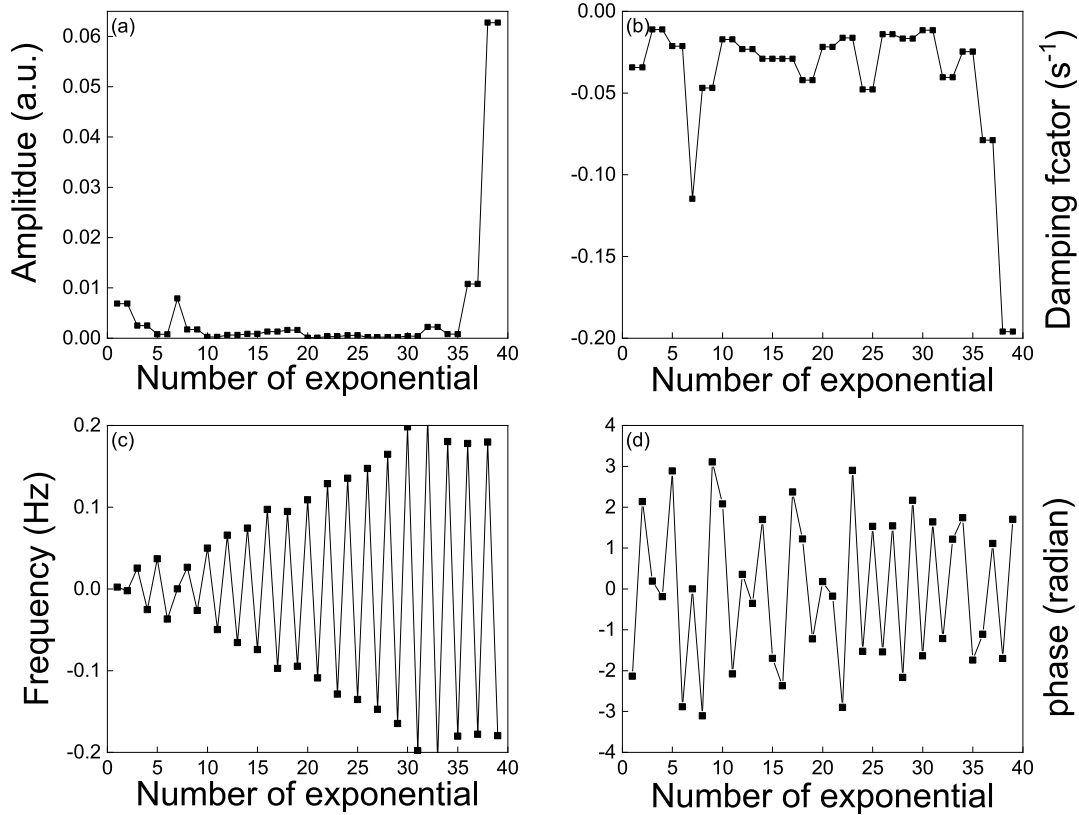 (a)
0.06
0.05
0.04
0.03
0.02
0.01
0.00
0 5 10 15 20 25 30 35 40
Amplitdue (a.u.)
Number of exponential
(b)
0.00
-0.05
-0.10
-0.15
-0.20
0 5 10 15 20 25 30 35 40
Damping fcator (s-1)
Number of exponential
(c)
0.2
0.1
0.0
-0.1
-0.2
0 5 10 15 20 25 30 35 40
Frequency (Hz)
Number of exponential
(d)
4
3
2
1
0
-1
-2
-3
-4
0 5 10 15 20 25 30 35 40
phase (radian)
Number of exponential